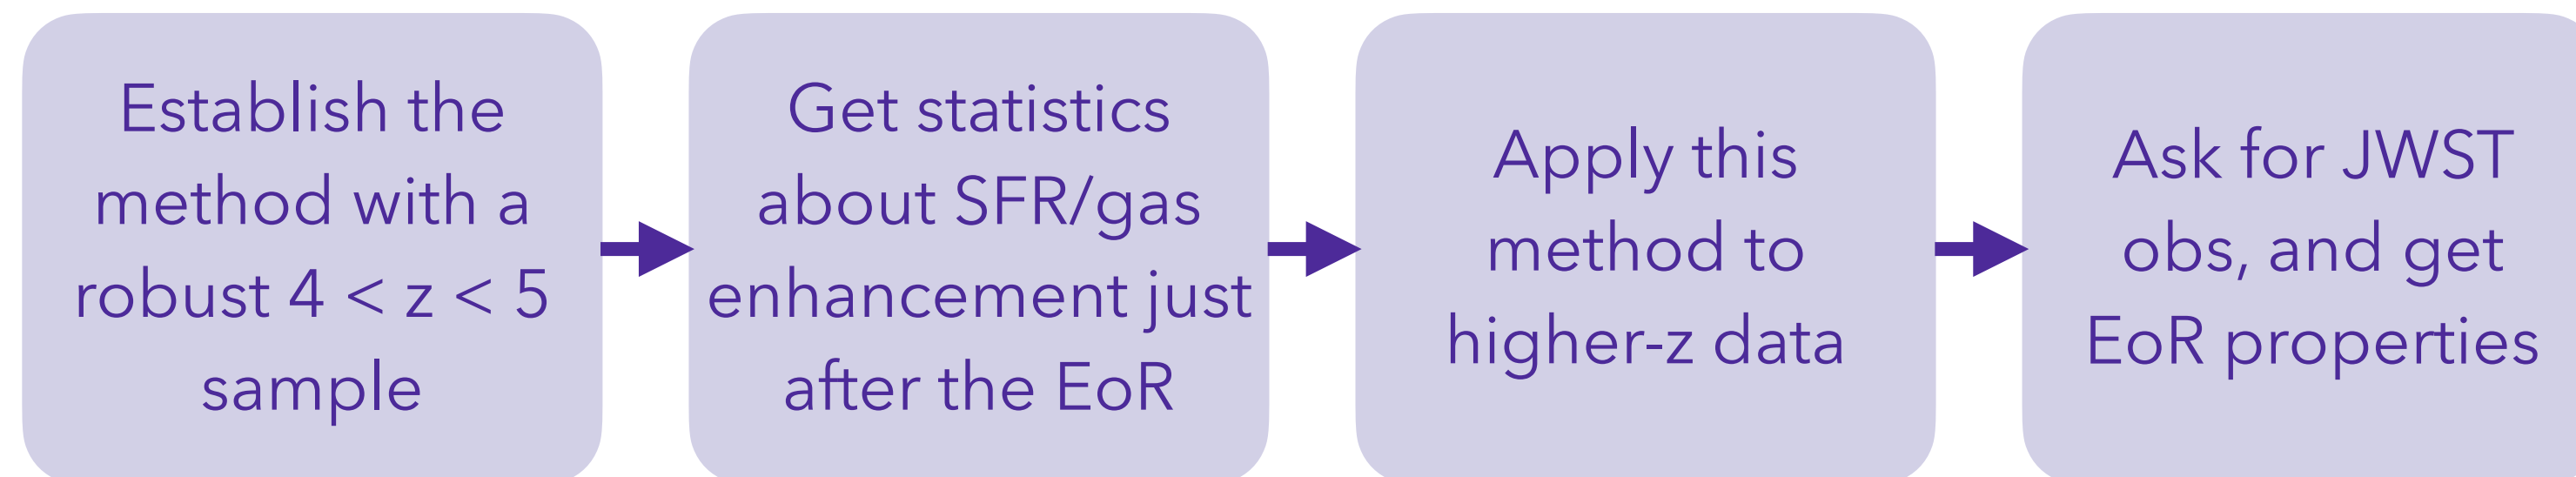 Establish the
method with a
robust 4 < z < 5
sample
Get statistics
about SFR/gas
enhancement just
after the EoR
Apply this
method to
higher-z data
Ask for JWST
obs, and get
EoR properties